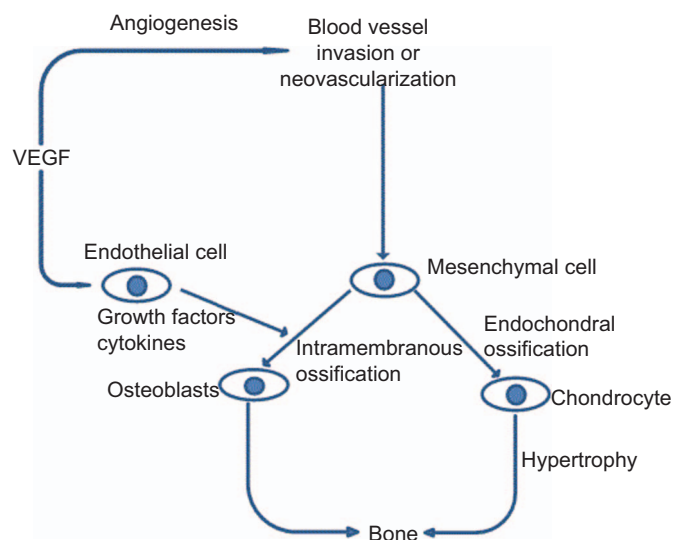 Angiogenesis
Blood vessel
invasion or
neovascularization
VEGF
Endothelial cell
Mesenchymal cell
Growth factors
cytokines
Intramembranous
ossification
Endochondral
ossification
Osteoblasts
Chondrocyte
Hypertrophy
Bone